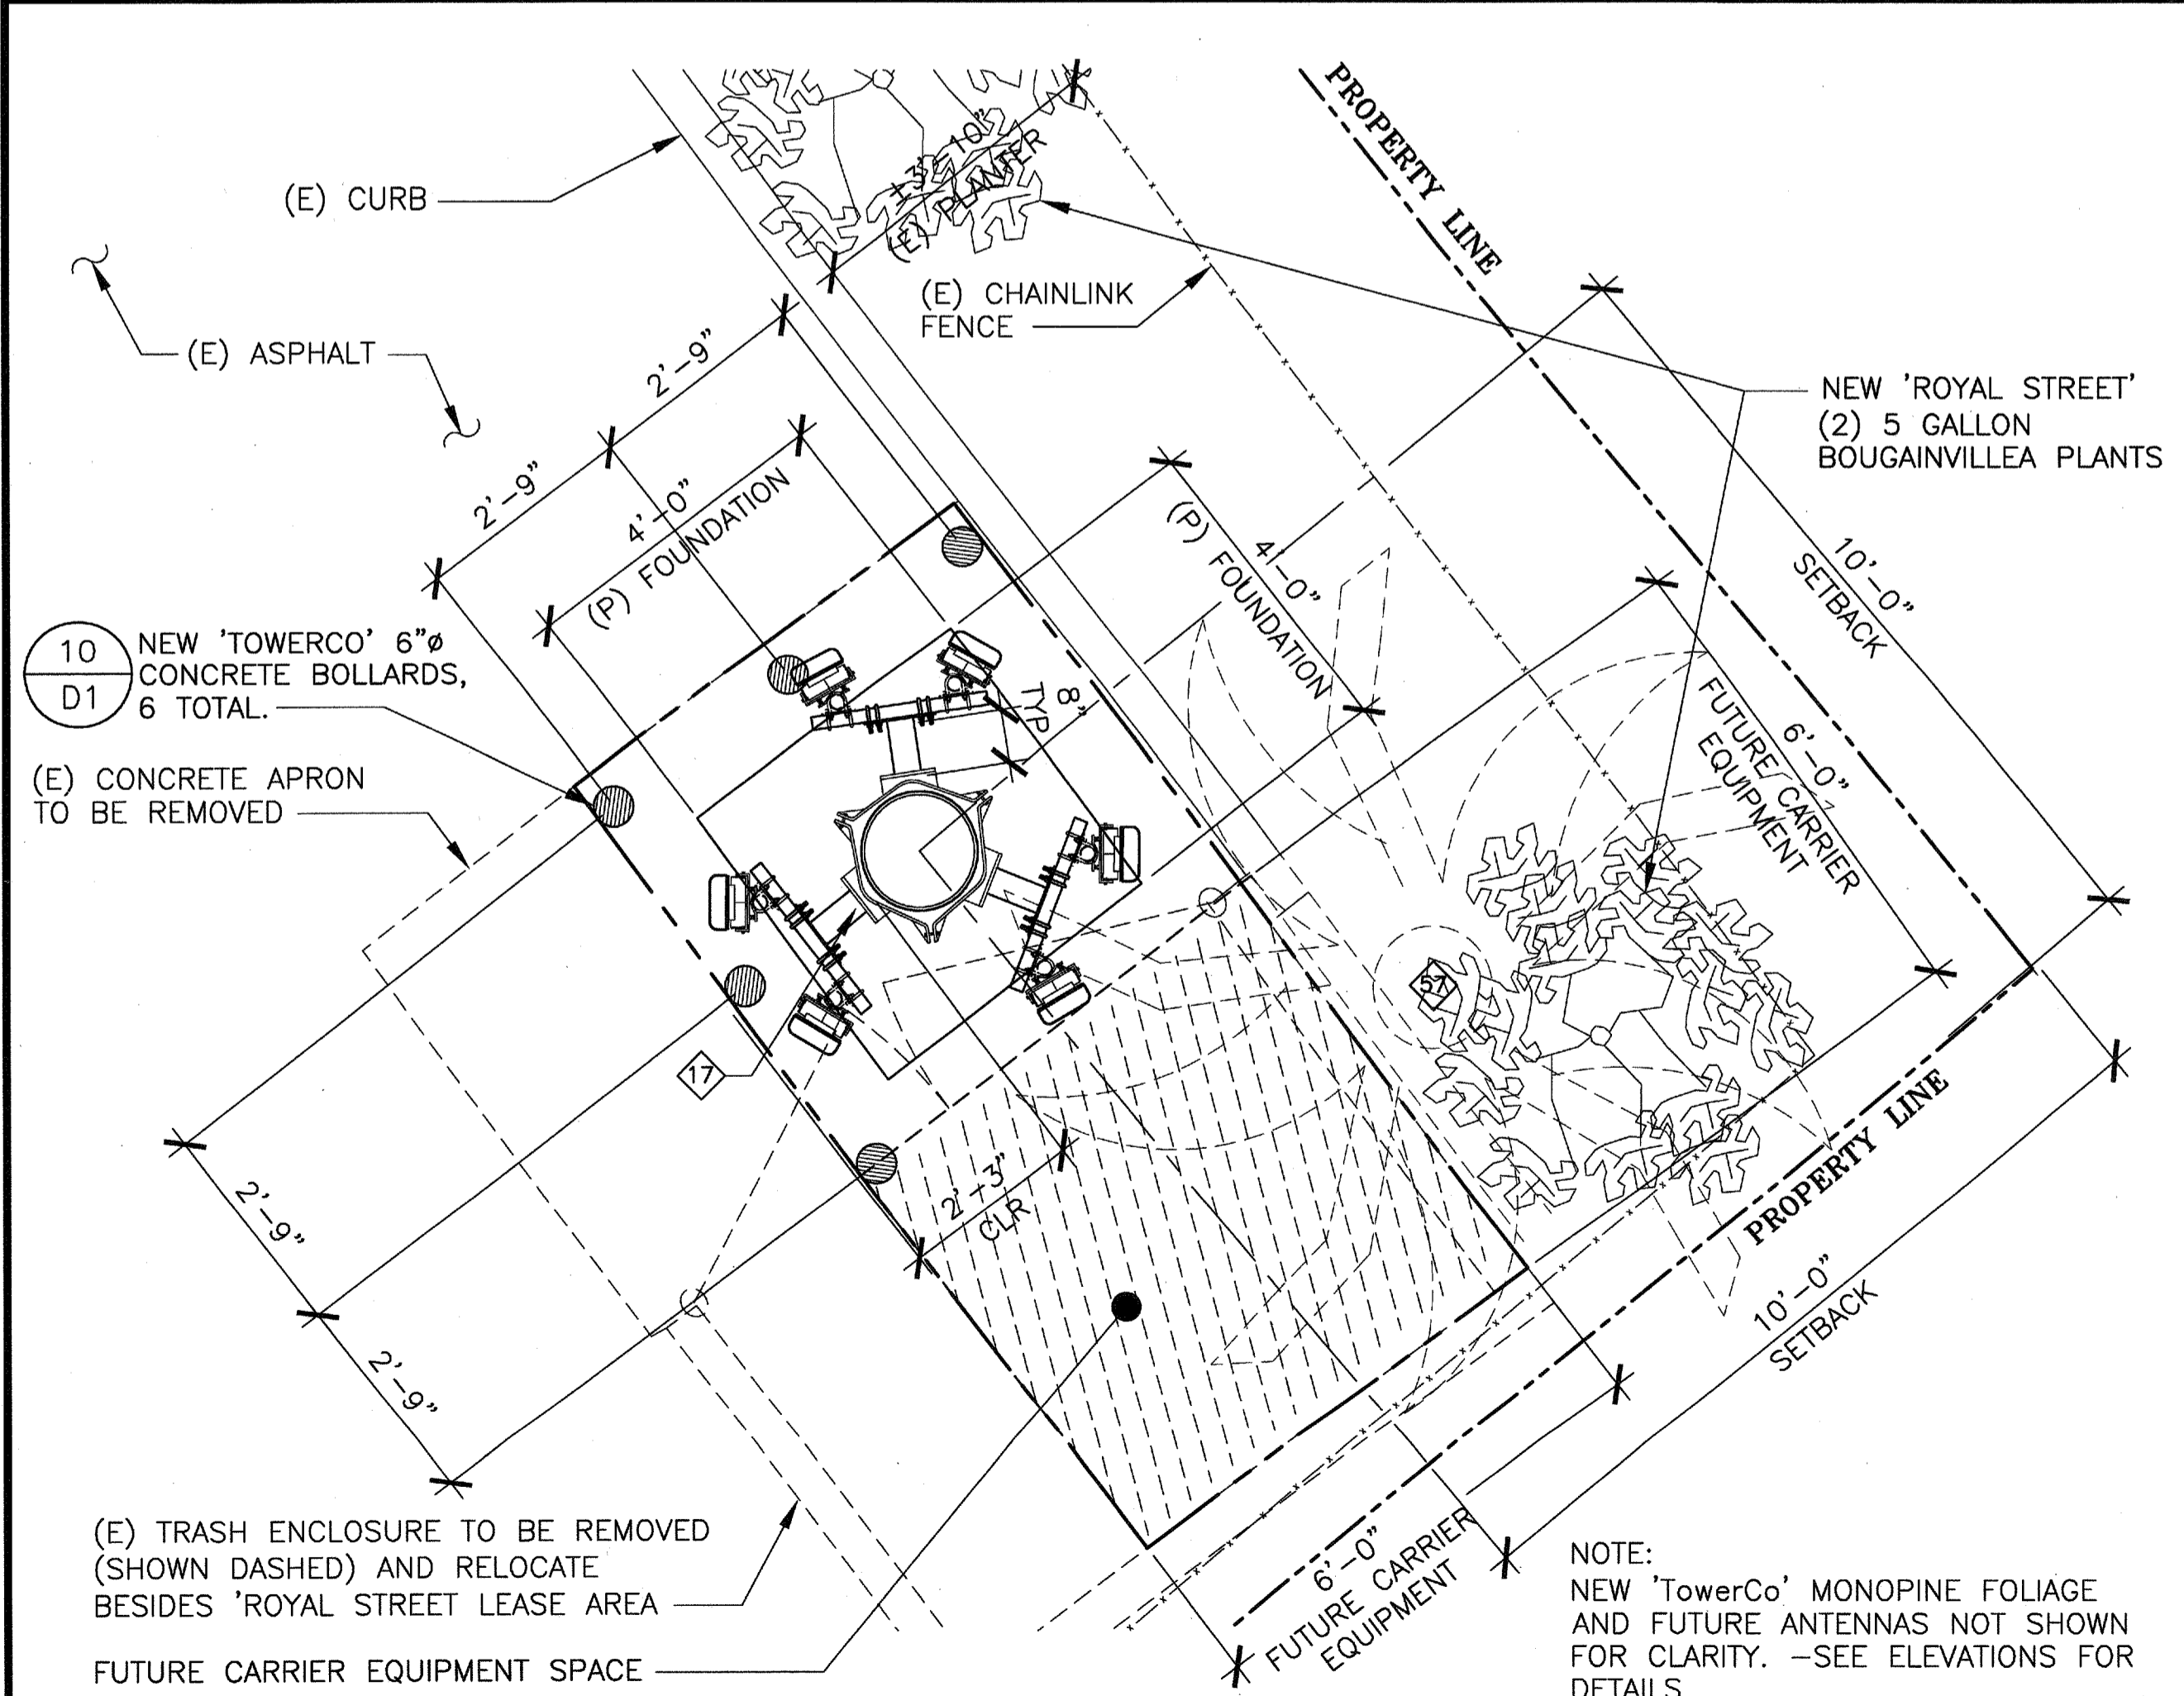 PROPERTY LINE
±3'-10"
(E) PLANTER
(E) CURB
(E) CHAINLINK
FENCE
(E) ASPHALT
2'-9"
2'-9"
4'-0"
(P) FOUNDATION
NEW 'ROYAL STREET'
(2) 5 GALLON
BOUGAINVILLEA PLANTS
4'-0"
(P) FOUNDATION
10'-0"
SETBACK
10
D1
NEW 'TOWERCO' 6"ø
CONCRETE BOLLARDS,
6 TOTAL.
8"
TYP
6'-0"
FUTURE CARRIER
EQUIPMENT
(E) CONCRETE APRON
TO BE REMOVED
57
17
PROPERTY LINE
2'-3"
CLR
2'-9"
2'-9"
10'-0"
SETBACK
(E) TRASH ENCLOSURE TO BE REMOVED
(SHOWN DASHED) AND RELOCATE
BESIDES 'ROYAL STREET LEASE AREA
FUTURE CARRIER EQUIPMENT SPACE
6'-0"
FUTURE CARRIER
EQUIPMENT
NOTE:
NEW 'TowerCo' MONOPINE FOLIAGE
AND FUTURE ANTENNAS NOT SHOWN
FOR CLARITY. -SEE ELEVATIONS FOR
DETAILS